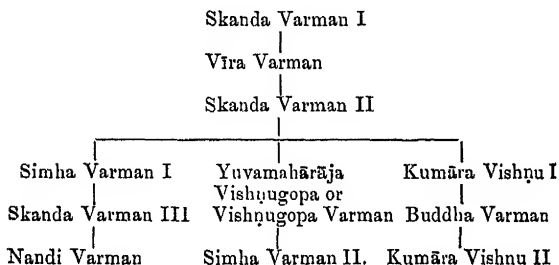 Skanda Varman I
Vīra Varman
Skanda Varman II
Simha Varman I Yuvamahārāja Kumāra Vishṇu I
Vishṇugopa or
Skanda Varman III Vishṇugopa Varman Buddha Varman
Nandi Varman Simha Varman II. Kumāra Vishṇu II